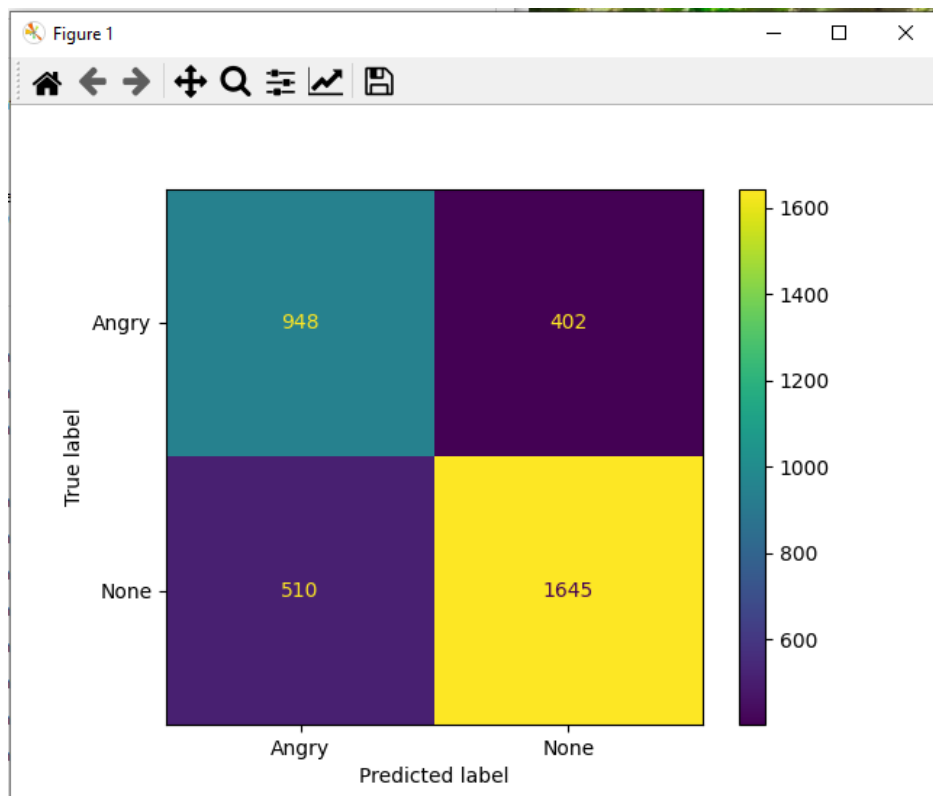 Figure 1
1600
Angry
948
402
1400
1200
1000
True label
800
None
510
1645
600
Angry
None
Predicted label